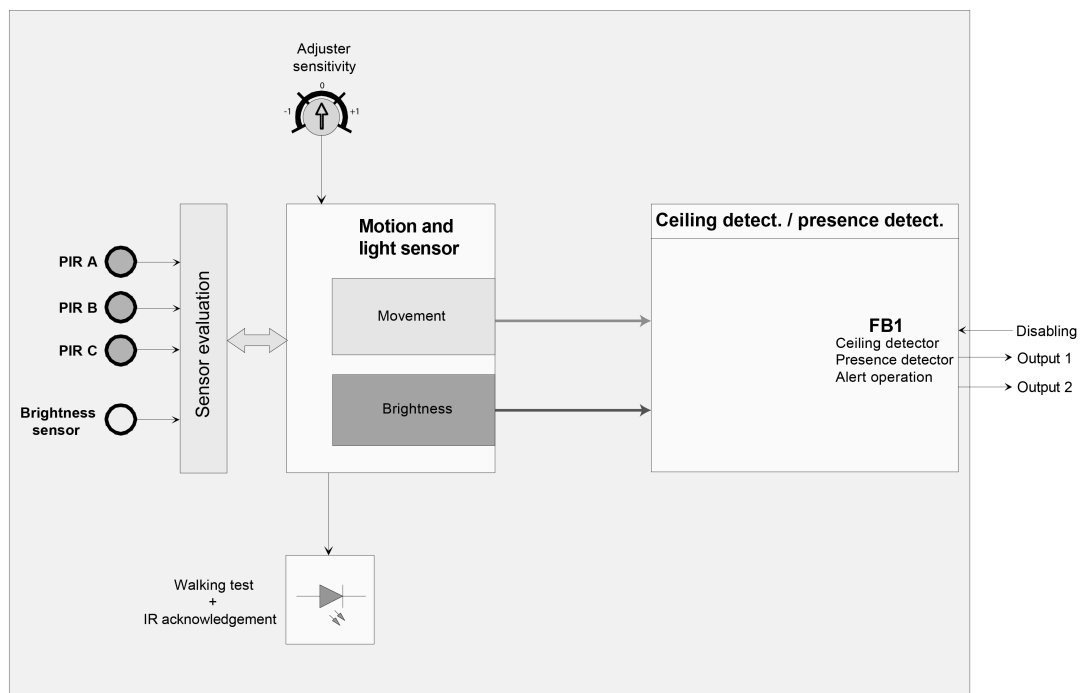 Adjuster
sensitivity
0
-1
+1
Motion and
light sensor
Ceiling detect. / presence detect.
PIR A
PIR B
PIR C
Brightness
sensor
Sensor evaluation
Movement
Brightness
FB1
Ceiling detector
Presence detector
Alert operation
Disabling
Output 1
Output 2
Walking test
+
IR acknowledgement